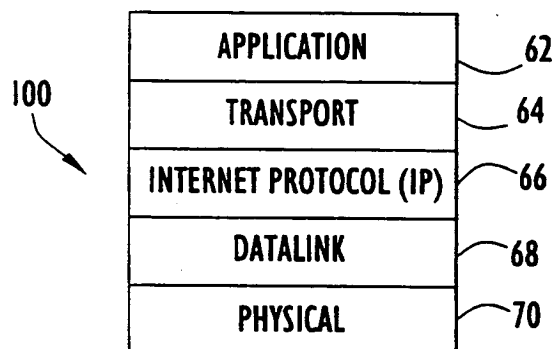 APPLICATION 62
100
TRANSPORT 64
INTERNET PROTOCOL (IP) 66
DATALINK 68
PHYSICAL 70